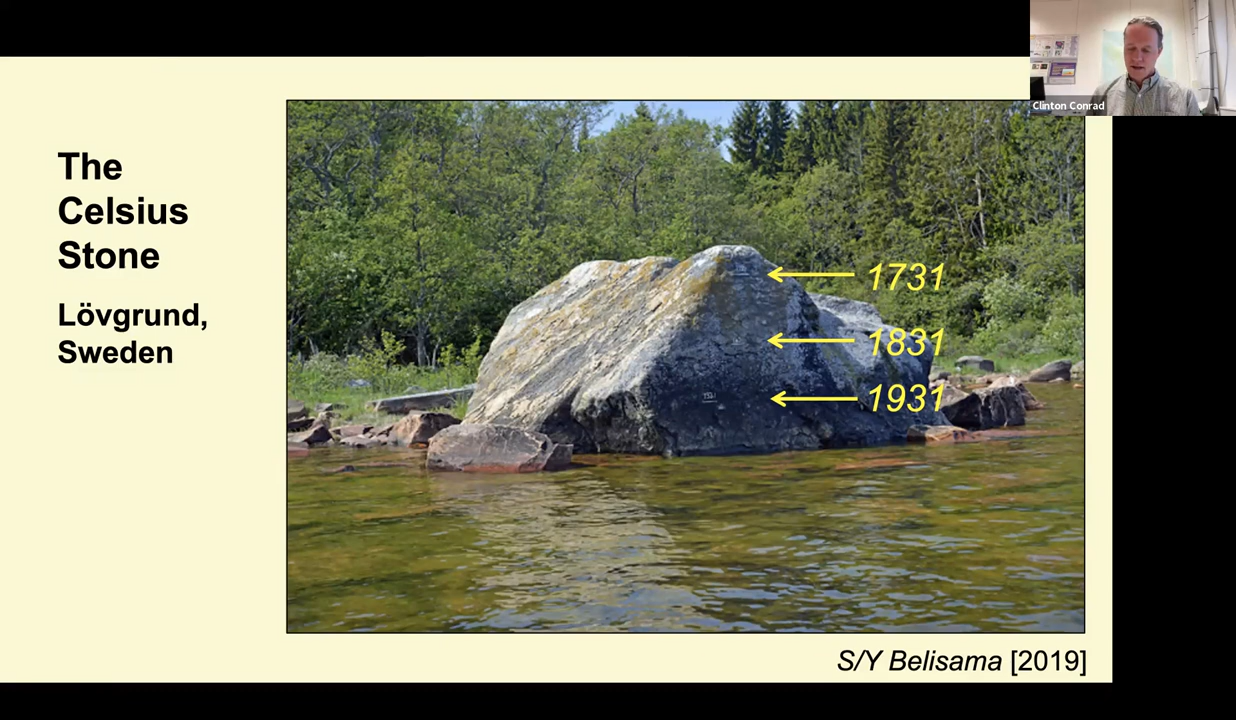 The
Celsius
Stone
Lövgrund,
Sweden
1731
1831
1931
S/Y Belisama [2019]
Clinton Conrad